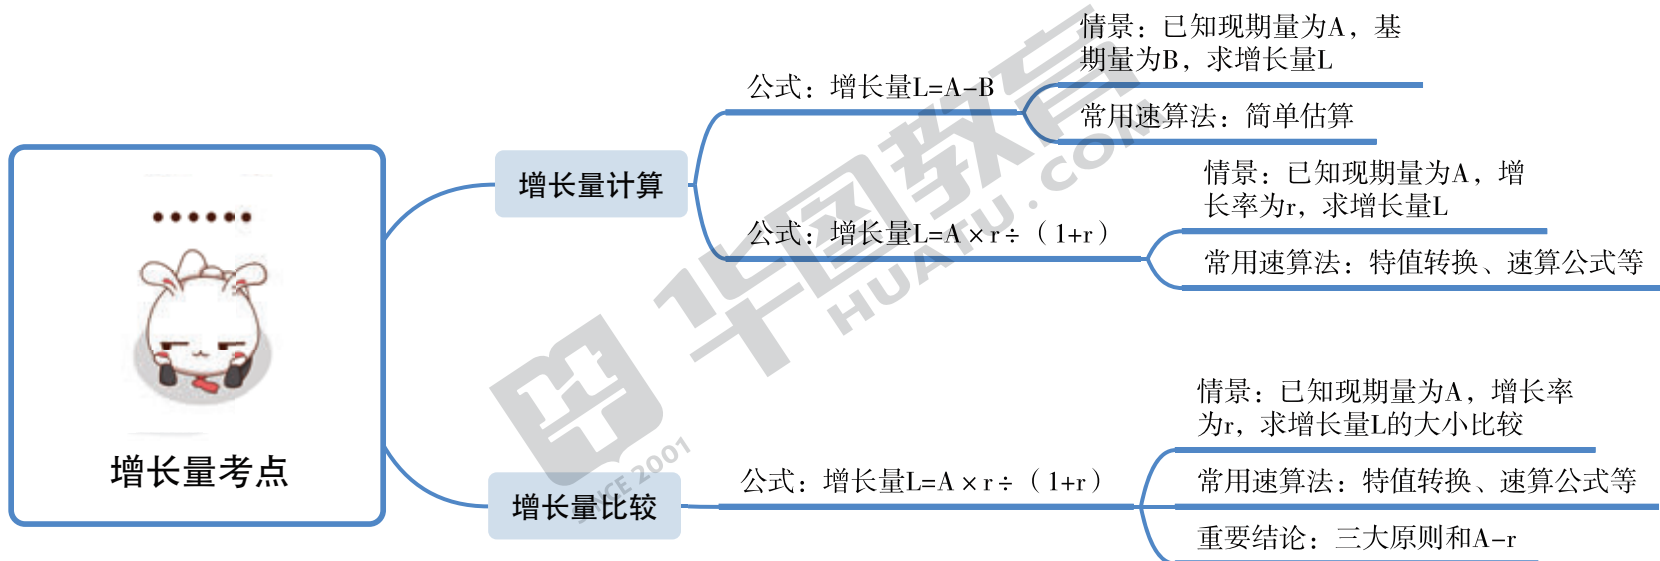 情景：已知现期量为A，基
期量为B，求增长量L
公式：增长量L=A-B
常用速算法：简单估算
增长量计算
情景：已知现期量为A，增
长率为r，求增长量L
公式：增长量L=A×r÷（1+r）
常用速算法：特值转换、速算公式等
增长量考点
情景：已知现期量为A，增长率
为r，求增长量L的大小比较
增长量比较
公式：增长量L=A×r÷（1+r）
常用速算法：特值转换、速算公式等
重要结论：三大原则和A-r
华图教育
HUATU.COM
SINCE 2001